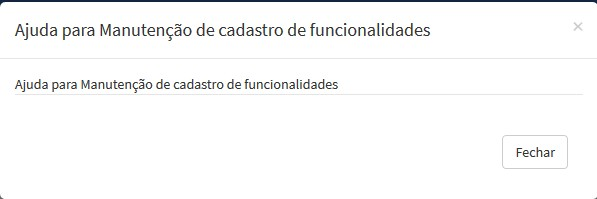 Ajuda para Manutenção de cadastro de funcionalidades
×
Ajuda para Manutenção de cadastro de funcionalidades
Fechar